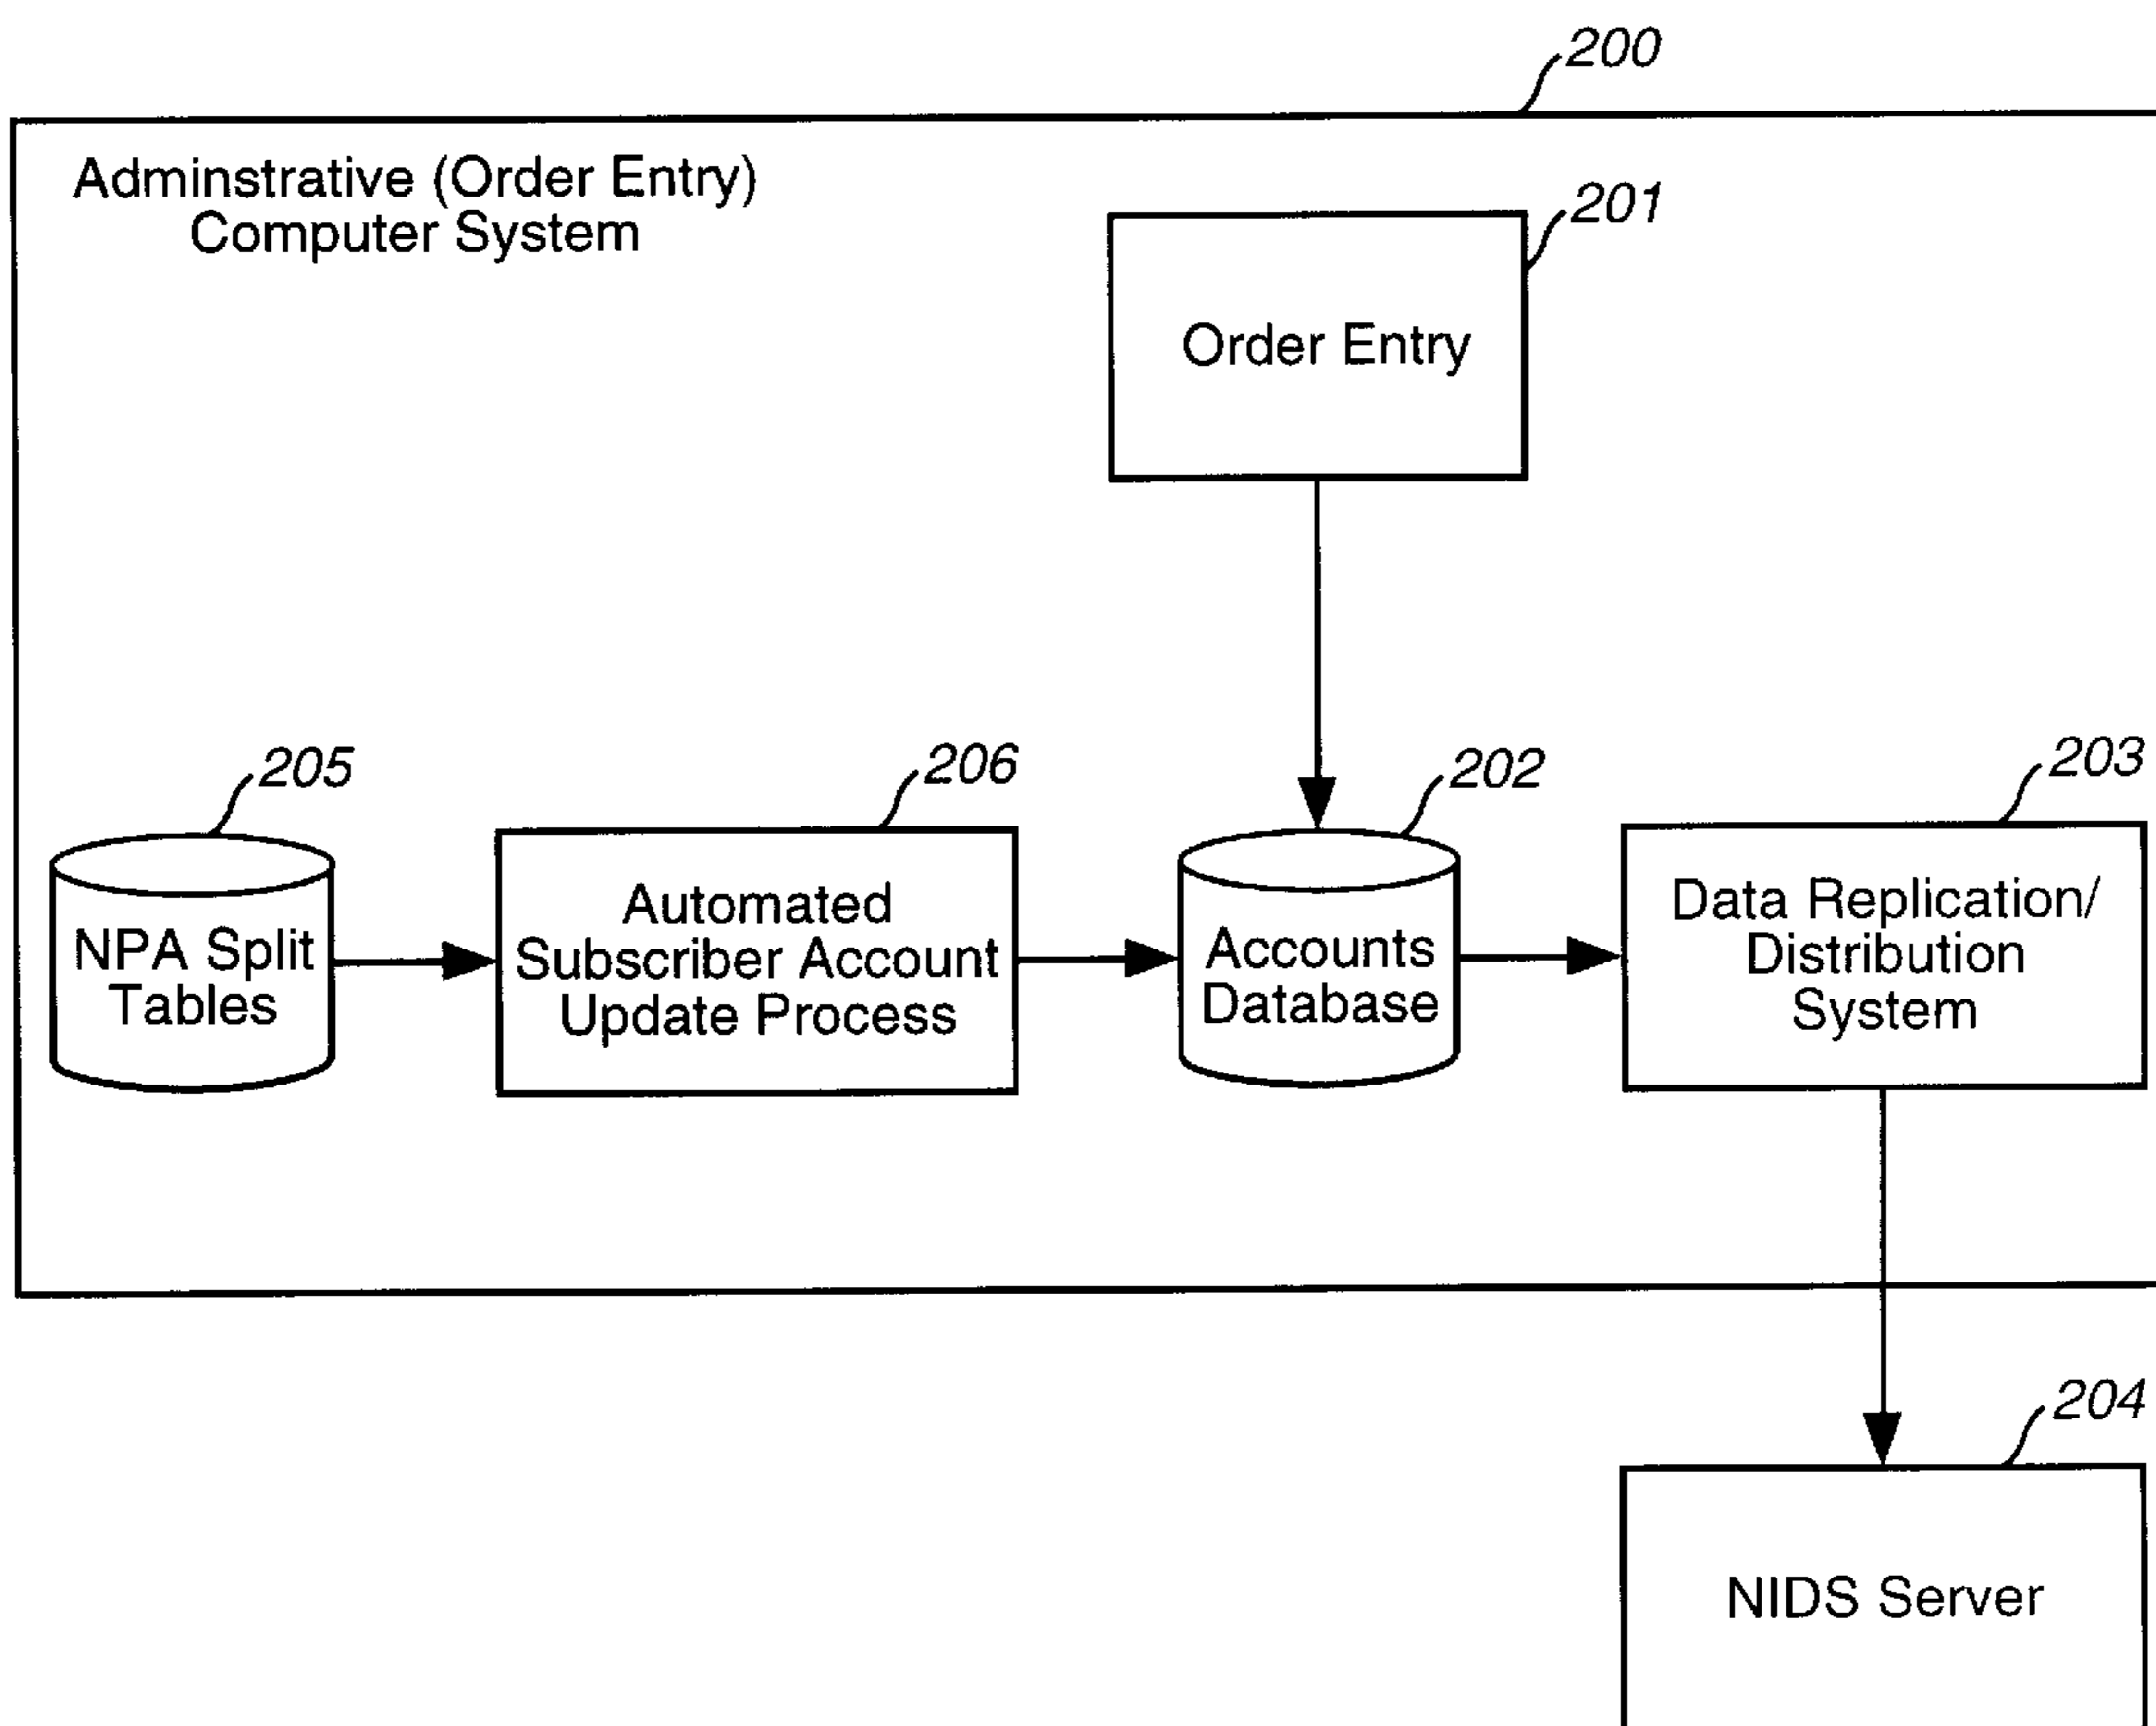 200
Adminstrative (Order Entry)
Computer System
201
Order Entry
205
206
202
203
NPA Split
Tables
Automated
Subscriber Account
Update Process
Accounts
Database
Data Replication/
Distribution
System
204
NIDS Server